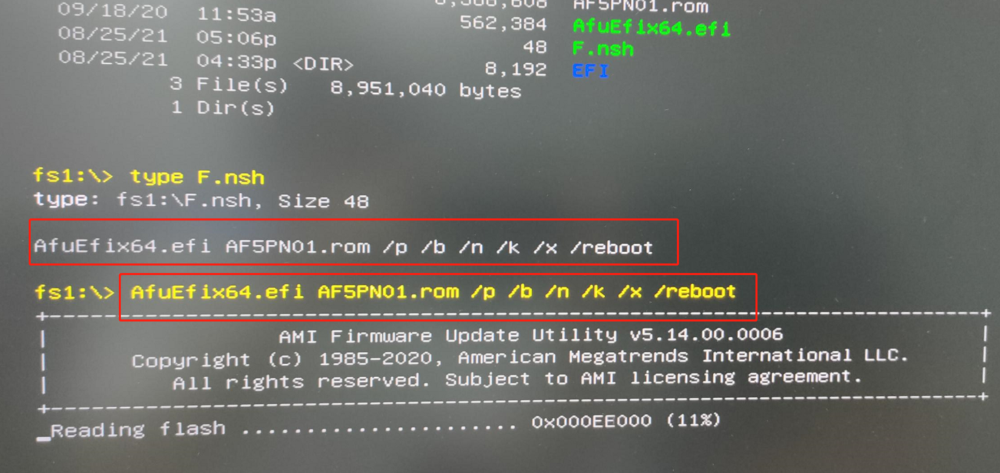 8,388,608 AF5PN01.rom
09/18/20 11:53a 562,384 AfuEfix64.efi
08/25/21 05:06p 48 F.nsh
08/25/21 04:33p <DIR> 8,192 EFI
3 File(s) 8,951,040 bytes
1 Dir(s)
fs1:\> type F.nsh
type: fs1:\F.nsh, Size 48
AfuEfix64.efi AF5PN01.rom /p /b /n /k /x /reboot
fs1:\> AfuEfix64.efi AF5PN01.rom /p /b /n /k /x /reboot
AMI Firmware Update Utility v5.14.00.0006
Copyright (c) 1985-2020, American Megatrends International LLC.
All rights reserved. Subject to AMI licensing agreement.
_Reading flash ...................... 0x000EE000 (11%)